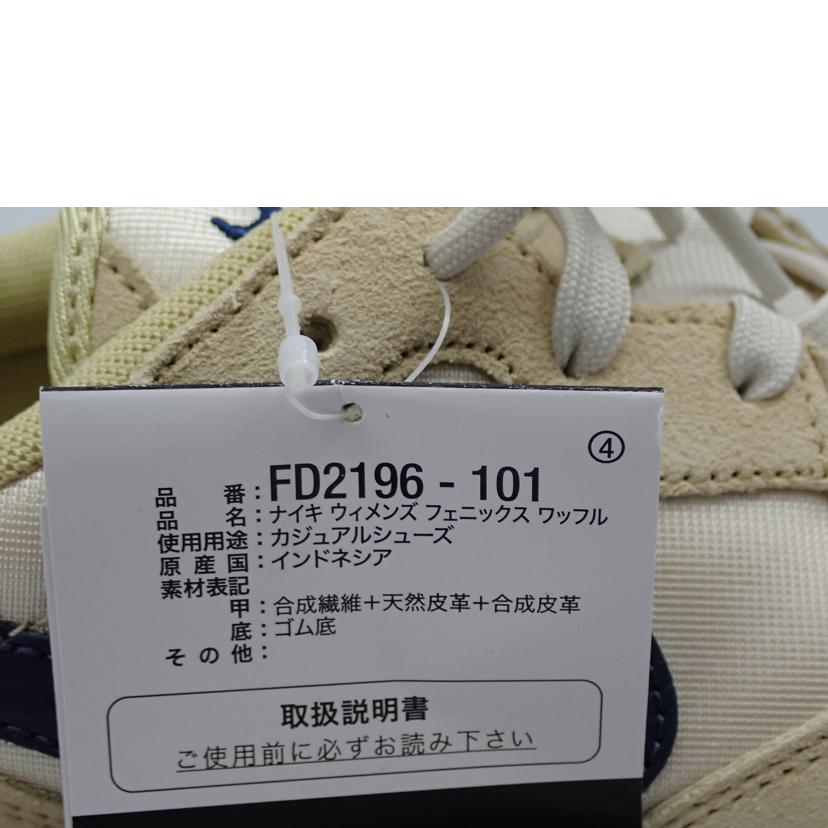 ④
品番：FD2196 - 101
品名：ナイキ ウィメンズ フェニックス ワッフル
使用用途：カジュアルシューズ
原産国：インドネシア
素材表記
甲：合成繊維＋天然皮革＋合成皮革
底：ゴム底
その他：
取扱説明書
ご使用前に必ずお読み下さい